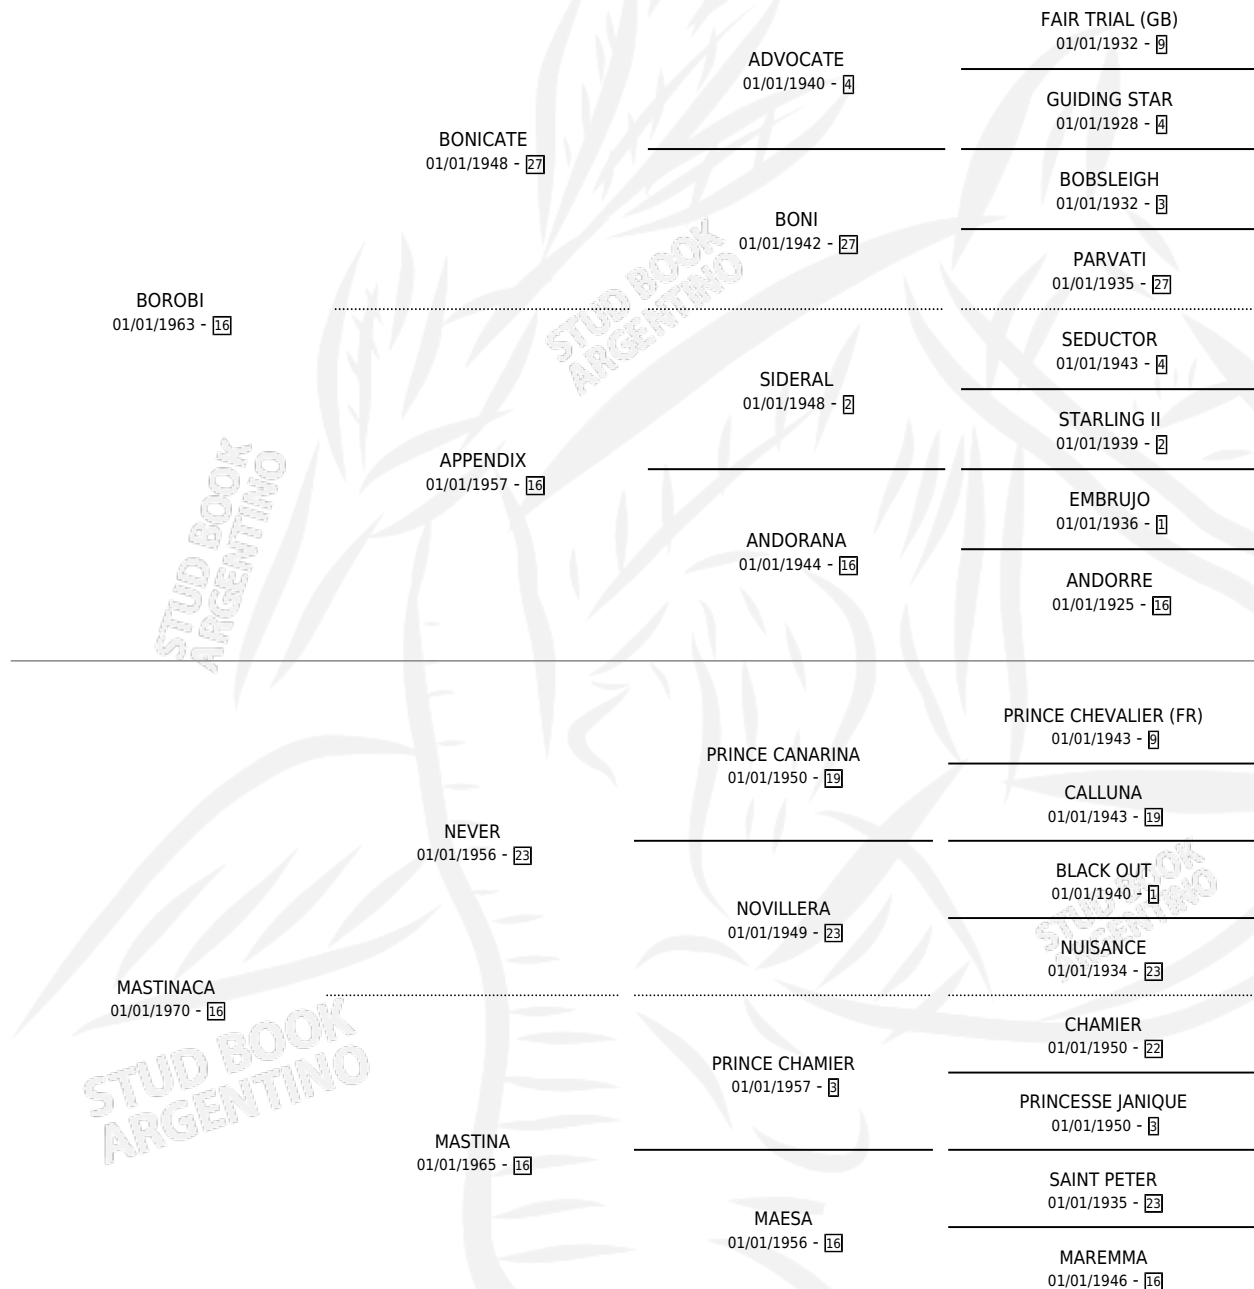 FAIR TRIAL (GB)
01/01/1932 - 9
ADVOCATE
01/01/1940 - 4
GUIDING STAR
01/01/1928 - 4
BONICATE
01/01/1948 - 27
BOBSLEIGH
01/01/1932 - 3
BONI
01/01/1942 - 27
PARVATI
01/01/1935 - 27
BOROBI
01/01/1963 - 16
SEDUCTOR
01/01/1943 - 4
SIDERAL
01/01/1948 - 2
STARLING II
01/01/1939 - 2
APPENDIX
01/01/1957 - 16
EMBRUJO
01/01/1936 - 1
ANDORANA
01/01/1944 - 16
ANDORRE
01/01/1925 - 16
PRINCE CHEVALIER (FR)
01/01/1943 - 9
PRINCE CANARINA
01/01/1950 - 19
CALLUNA
01/01/1943 - 19
NEVER
01/01/1956 - 23
BLACK OUT
01/01/1940 - 1
NOVILLERA
01/01/1949 - 23
NUISANCE
01/01/1934 - 23
MASTINACA
01/01/1970 - 16
CHAMIER
01/01/1950 - 22
PRINCE CHAMIER
01/01/1957 - 3
PRINCESSE JANIQUE
01/01/1950 - 3
MASTINA
01/01/1965 - 16
SAINT PETER
01/01/1935 - 23
MAESA
01/01/1956 - 16
MAREMMA
01/01/1946 - 16
STUD BOOK
ARGENTINO
STUD BOOK
ARGENTINO
STUD BOOK
ARGENTINO
STUD BOOK
ARGENTINO